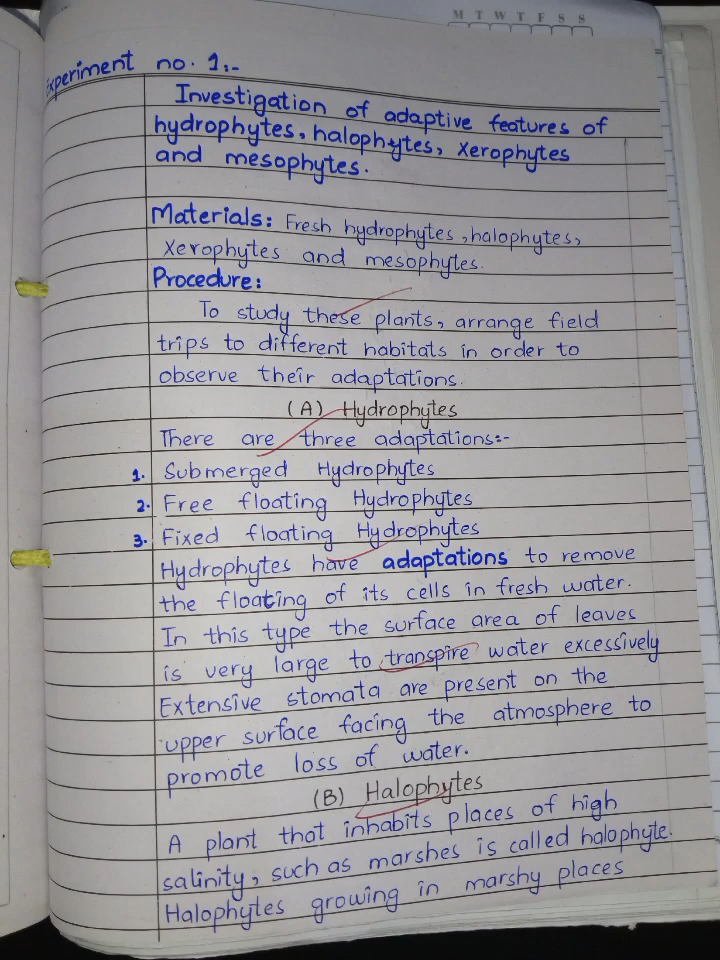 M T W T F S S
Experiment no. 1:-
Investigation of adaptive features of
hydrophytes, halophytes, xerophytes
and mesophytes.
Materials: Fresh hydrophytes, halophytes,
Xerophytes and mesophytes.
Procedure:
To study these plants, arrange field
trips to different habitats in order to
observe their adaptations.
(A) Hydrophytes
There are three adaptations:-
1. Submerged Hydrophytes
2. Free floating Hydrophytes
3. Fixed floating Hydrophytes
Hydrophytes have adaptations to remove
the floating of its cells in fresh water.
In this type the surface area of leaves
is very large to transpire water excessively
Extensive stomata are present on the
upper surface facing the atmosphere to
promote loss of water.
(B) Halophytes
A plant that inhabits places of high
salinity, such as marshes is called halophyte.
Halophytes growing in marshy places